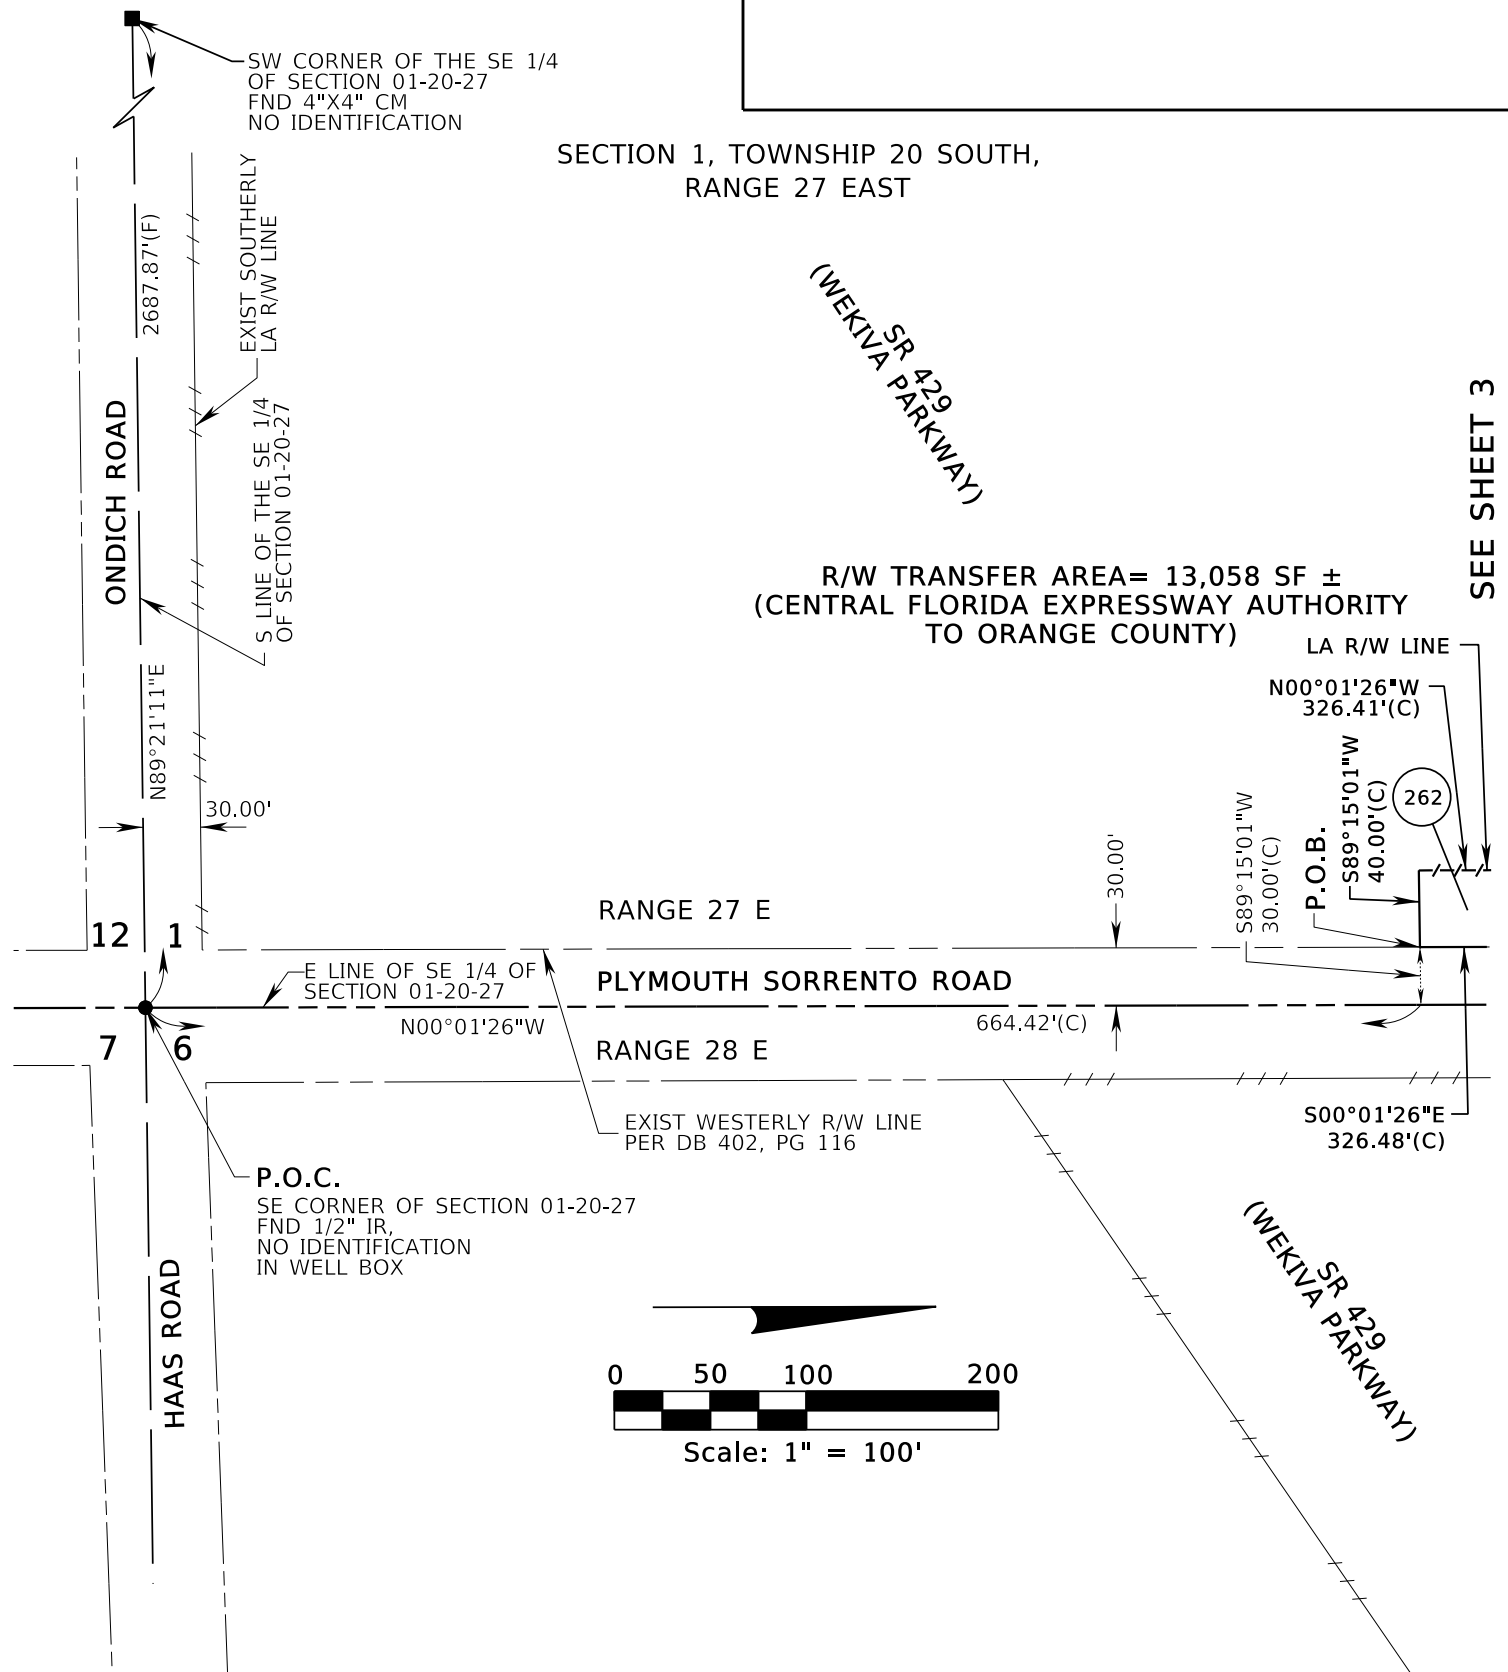 SW CORNER OF THE SE 1/4
OF SECTION 01-20-27
FND 4"X4" CM
NO IDENTIFICATION
SECTION 1, TOWNSHIP 20 SOUTH,
RANGE 27 EAST
2687.87'(F)
EXIST SOUTHERLY
LA R/W LINE
SR 429
(WEKIVA PARKWAY)
ONDICH ROAD
S LINE OF THE SE 1/4
OF SECTION 01-20-27
SEE SHEET 3
R/W TRANSFER AREA= 13,058 SF ±
(CENTRAL FLORIDA EXPRESSWAY AUTHORITY
TO ORANGE COUNTY)
LA R/W LINE
N00°01'26"W
326.41'(C)
N89°21'11"E
30.00'
S89°15'01"W
40.00'(C)
262
S89°15'01"W
30.00'(C)
P.O.B.
30.00'
12
1
RANGE 27 E
E LINE OF SE 1/4 OF
SECTION 01-20-27
PLYMOUTH SORRENTO ROAD
N00°01'26"W
664.42'(C)
7
6
RANGE 28 E
EXIST WESTERLY R/W LINE
PER DB 402, PG 116
S00°01'26"E
326.48'(C)
P.O.C.
SE CORNER OF SECTION 01-20-27
FND 1/2" IR,
NO IDENTIFICATION
IN WELL BOX
HAAS ROAD
SR 429
(WEKIVA PARKWAY)
0 50 100 200
Scale: 1" = 100'